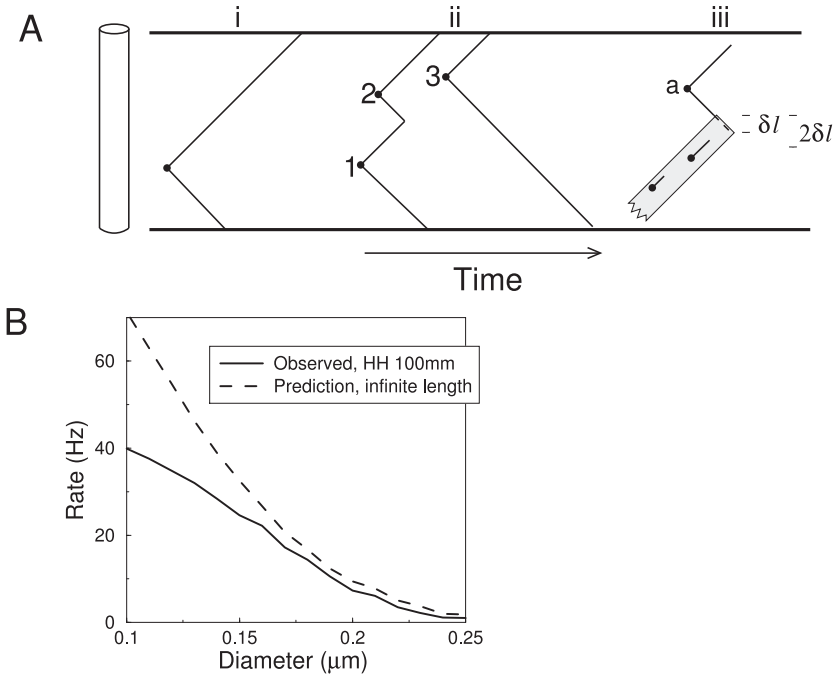 A
i
ii
iii
2
3
a
1
δl
2δl
Time
B
60
40
20
0
Rate (Hz)
Observed, HH 100mm
Prediction, infinite length
0.1
0.15
0.2
0.25
Diameter (μm)